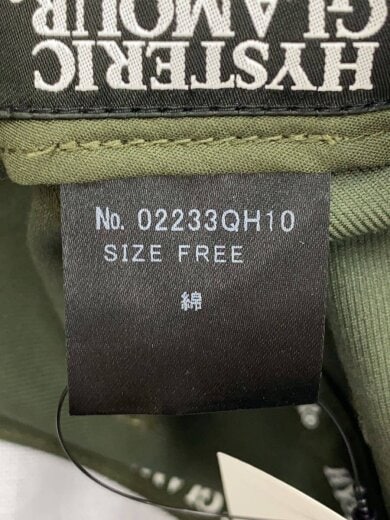 HYSTERIC
GLAMOUR.
No. 02233QH10
SIZE FREE
綿